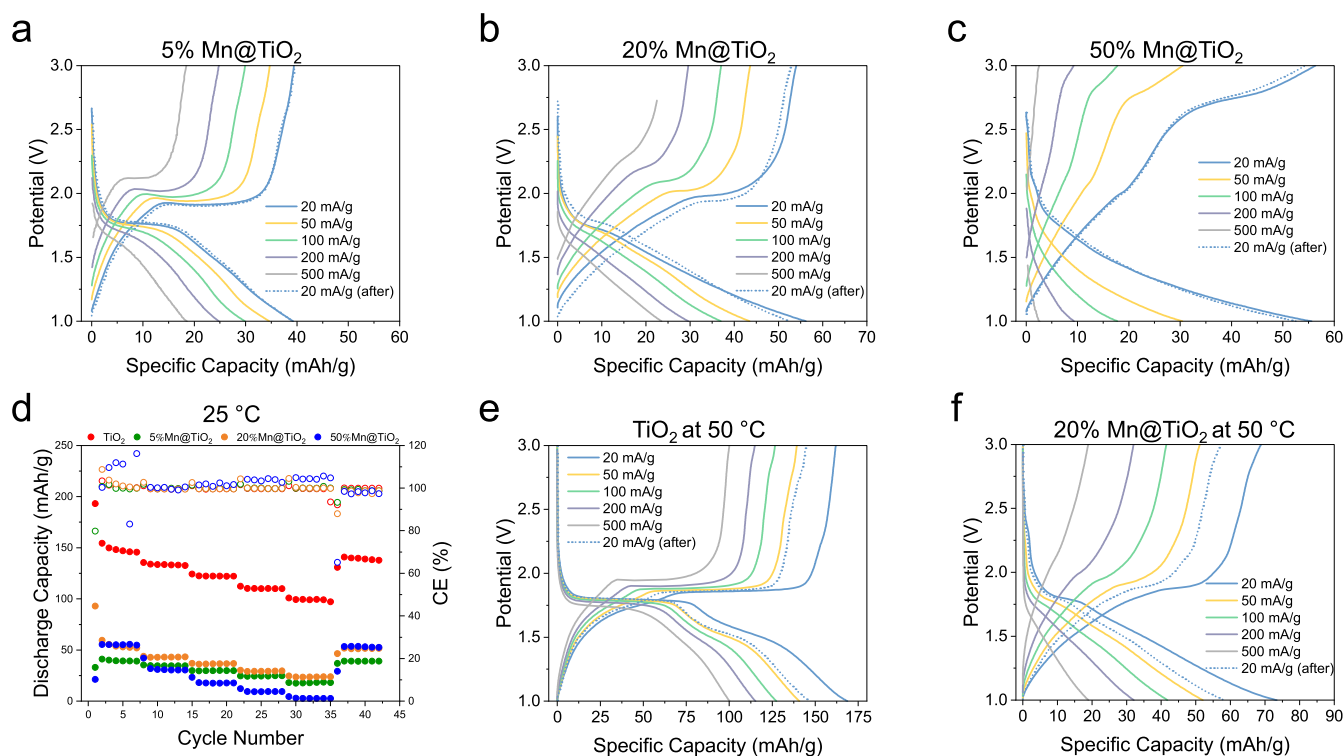 a
5% Mn@TiO₂
3.0
2.5
2.0
1.5
1.0
Potential (V)
20 mA/g
50 mA/g
100 mA/g
200 mA/g
500 mA/g
20 mA/g (after)
0 10 20 30 40 50 60
Specific Capacity (mAh/g)
b
20% Mn@TiO₂
3.0
2.5
2.0
1.5
1.0
Potential (V)
20 mA/g
50 mA/g
100 mA/g
200 mA/g
500 mA/g
20 mA/g (after)
0 10 20 30 40 50 60 70
Specific Capacity (mAh/g)
c
50% Mn@TiO₂
3.0
2.5
2.0
1.5
1.0
Potential (V)
20 mA/g
50 mA/g
100 mA/g
200 mA/g
500 mA/g
20 mA/g (after)
0 10 20 30 40 50 60
Specific Capacity (mAh/g)
d
25 °C
TiO₂ 5%Mn@TiO₂ 20%Mn@TiO₂ 50%Mn@TiO₂
250
200
150
100
50
0
Discharge Capacity (mAh/g)
120
100
80
60
40
20
0
CE (%)
0 5 10 15 20 25 30 35 40 45
Cycle Number
e
TiO₂ at 50 °C
3.0
2.5
2.0
1.5
1.0
Potential (V)
20 mA/g
50 mA/g
100 mA/g
200 mA/g
500 mA/g
20 mA/g (after)
0 25 50 75 100 125 150 175
Specific Capacity (mAh/g)
f
20% Mn@TiO₂ at 50 °C
3.0
2.5
2.0
1.5
1.0
Potential (V)
20 mA/g
50 mA/g
100 mA/g
200 mA/g
500 mA/g
20 mA/g (after)
0 10 20 30 40 50 60 70 80 90
Specific Capacity (mAh/g)